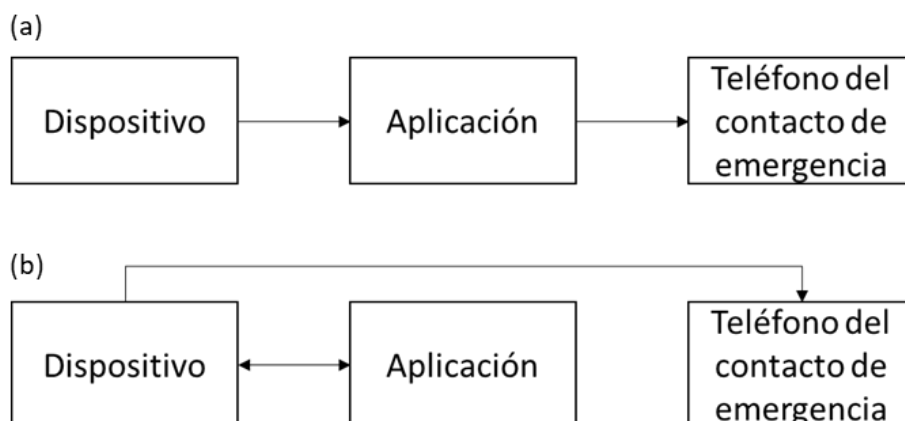 (a)
Dispositivo
Aplicación
Teléfono del
contacto de
emergencia
(b)
Dispositivo
Aplicación
Teléfono del
contacto de
emergencia